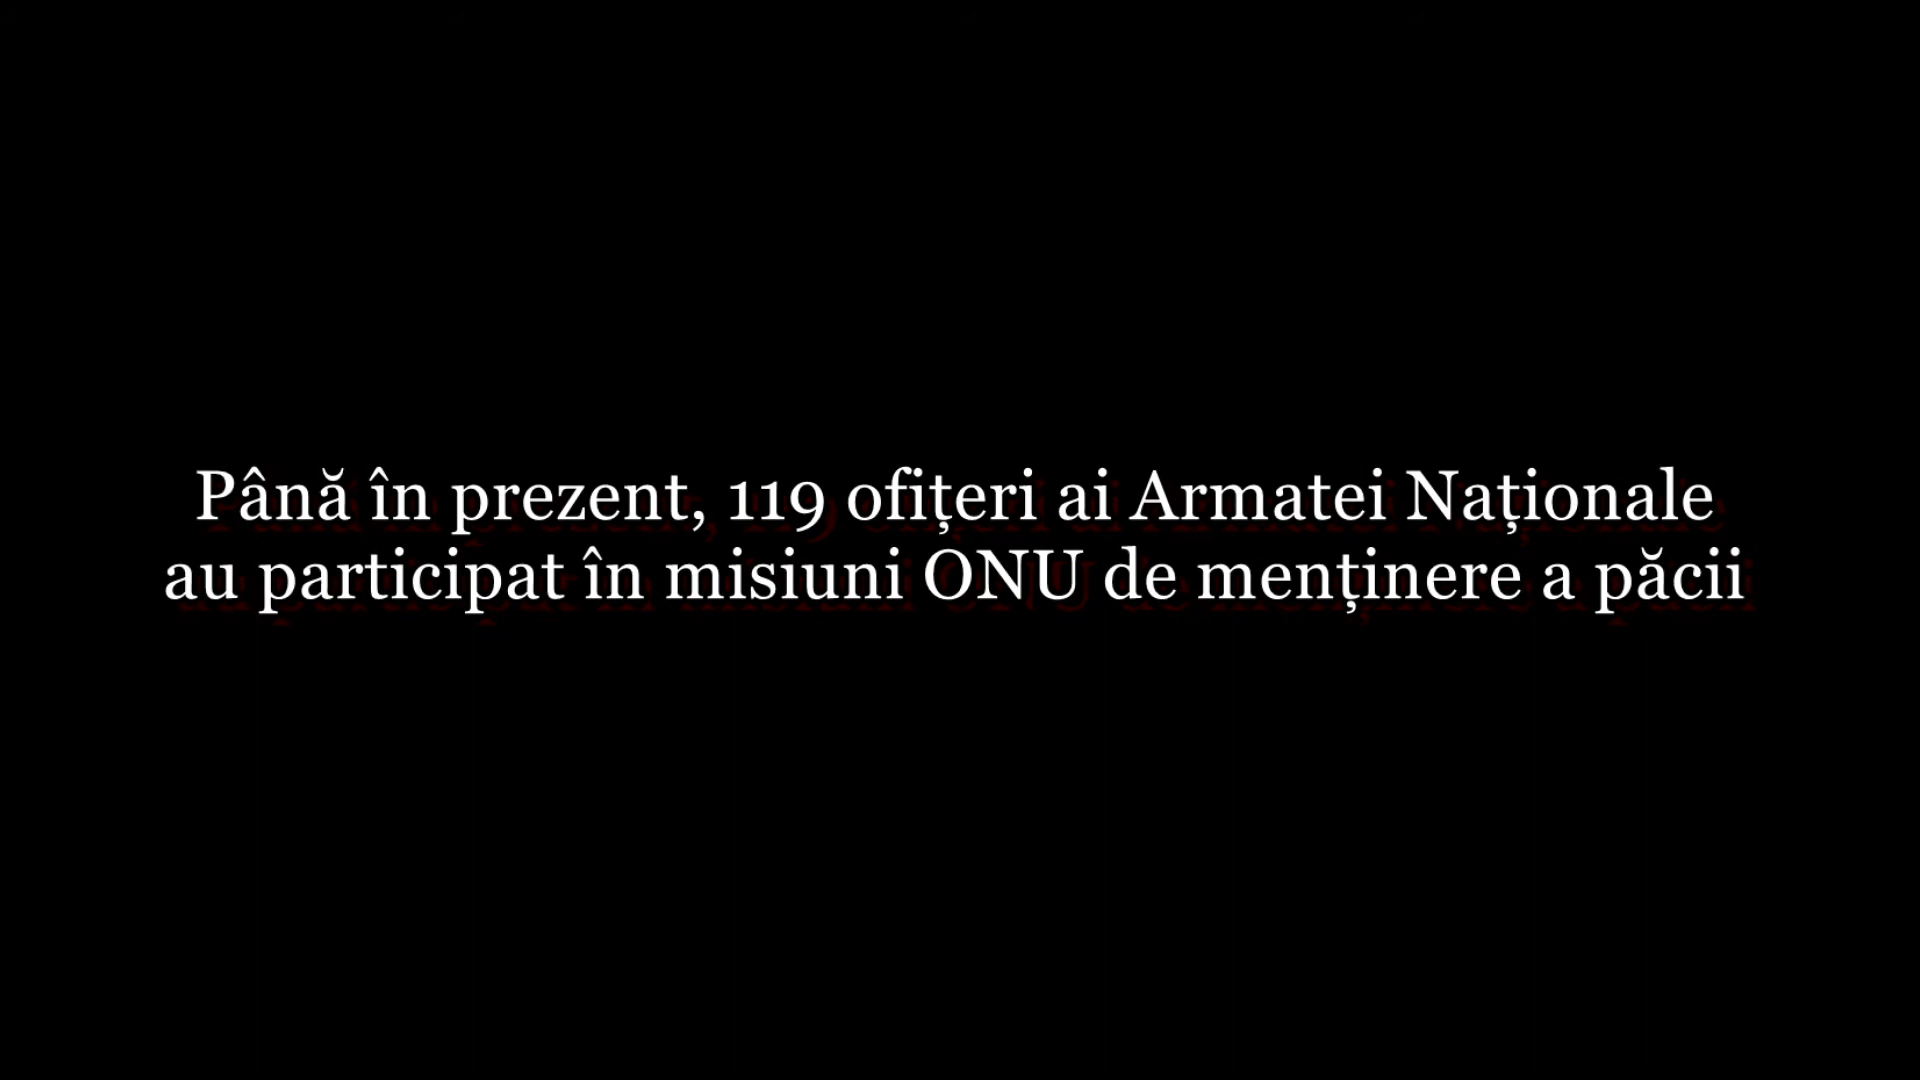 Până în prezent, 119 ofițeri ai Armatei Naționale
au participat în misiuni ONU de menținere a păcii